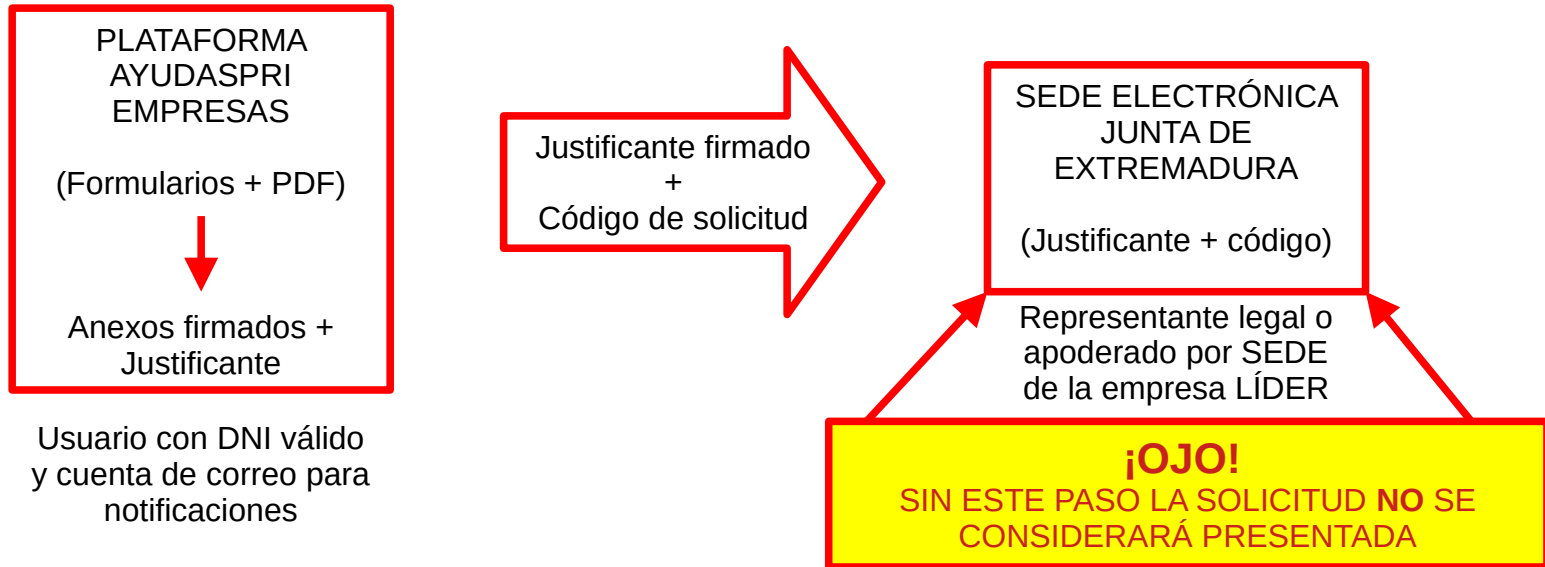 PLATAFORMA
AYUDASPRI
EMPRESAS
(Formularios + PDF)
Anexos firmados +
Justificante
Usuario con DNI válido
y cuenta de correo para
notificaciones
Justificante firmado
+
Código de solicitud
SEDE ELECTRÓNICA
JUNTA DE
EXTREMADURA
(Justificante + código)
Representante legal o
apoderado por SEDE
de la empresa LÍDER
¡OJO!
SIN ESTE PASO LA SOLICITUD NO SE
CONSIDERARÁ PRESENTADA